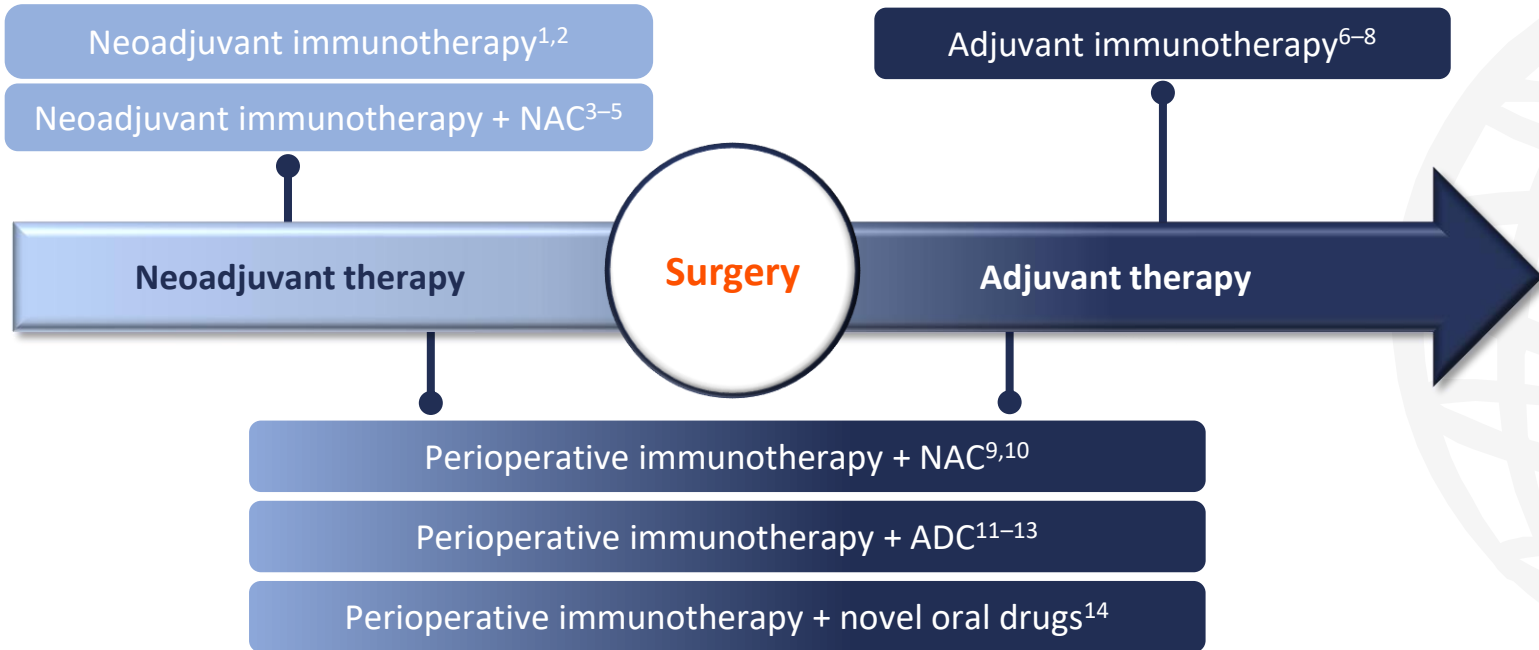 Neoadjuvant immunotherapy¹,²
Adjuvant immunotherapy⁶–⁸
Neoadjuvant immunotherapy + NAC³–⁵
Neoadjuvant therapy
Surgery
Adjuvant therapy
Perioperative immunotherapy + NAC⁹,¹⁰
Perioperative immunotherapy + ADC¹¹–¹³
Perioperative immunotherapy + novel oral drugs¹⁴